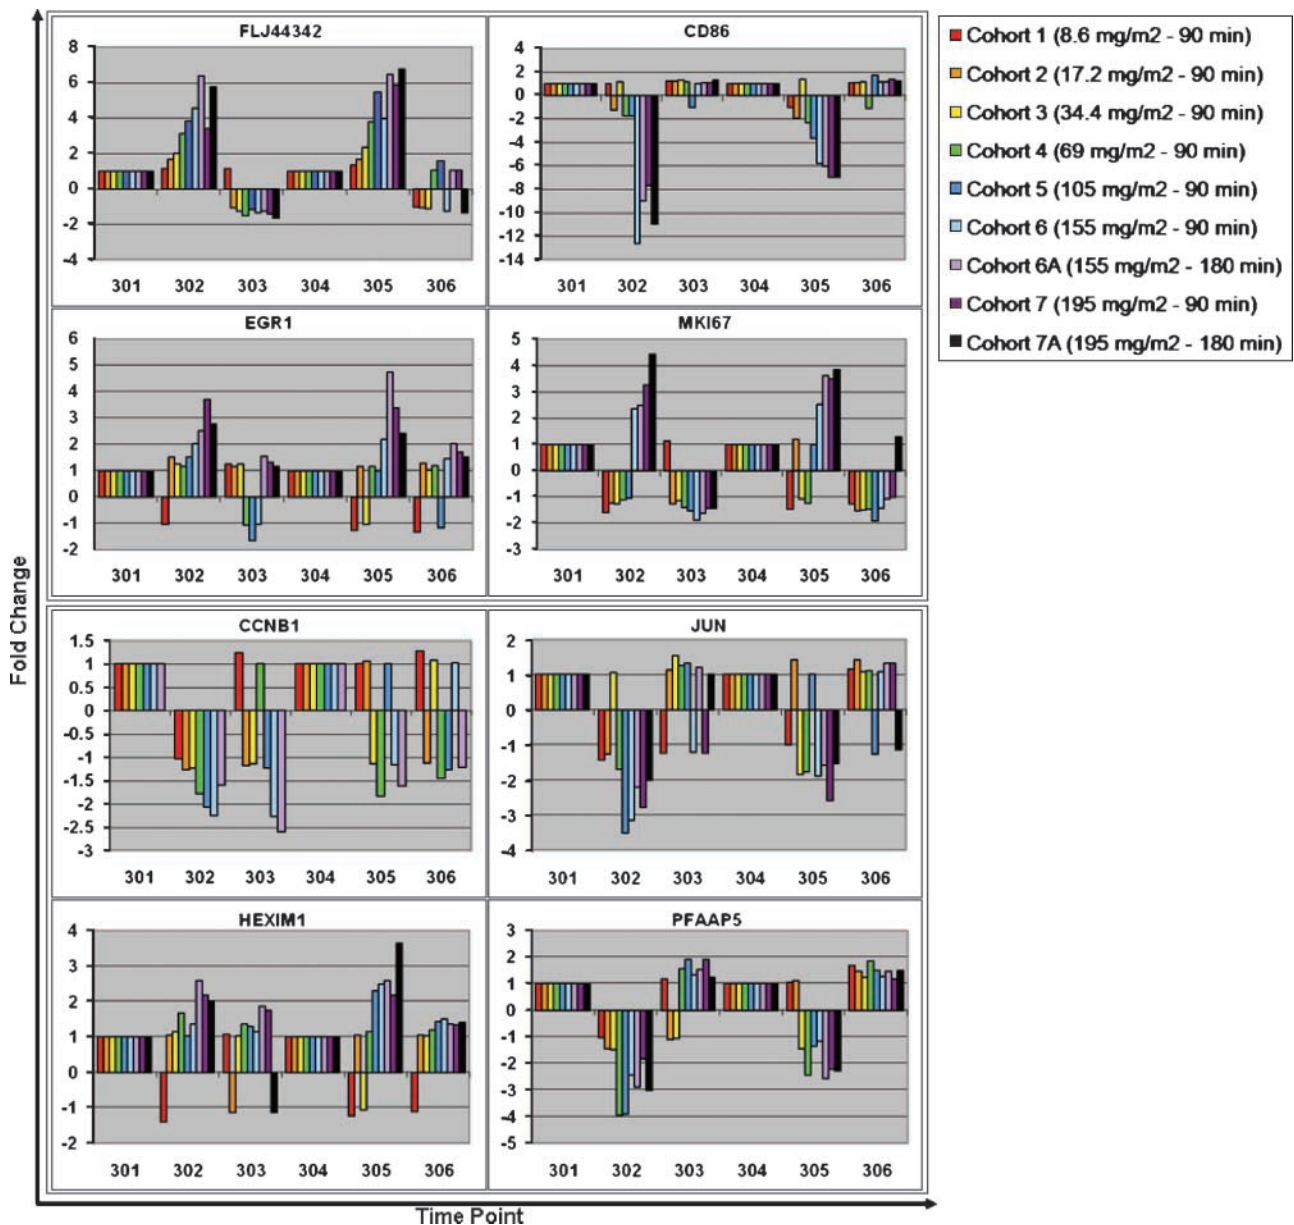 FLJ44342
8
6
4
2
0
-2
-4
301 302 303 304 305 306
CD86
4
2
0
-2
-4
-6
-8
-10
-12
-14
301 302 303 304 305 306
EGR1
6
5
4
3
2
1
0
-1
-2
301 302 303 304 305 306
MKI67
5
4
3
2
1
0
-1
-2
-3
301 302 303 304 305 306
CCNB1
1.5
1
0.5
0
-0.5
-1
-1.5
-2
-2.5
-3
301 302 303 304 305 306
JUN
2
1
0
-1
-2
-3
-4
301 302 303 304 305 306
HEXIM1
4
3
2
1
0
-1
-2
301 302 303 304 305 306
PFAAP5
3
2
1
0
-1
-2
-3
-4
-5
301 302 303 304 305 306
Fold Change
Time Point
Cohort 1 (8.6 mg/m2 - 90 min)
Cohort 2 (17.2 mg/m2 - 90 min)
Cohort 3 (34.4 mg/m2 - 90 min)
Cohort 4 (69 mg/m2 - 90 min)
Cohort 5 (105 mg/m2 - 90 min)
Cohort 6 (155 mg/m2 - 90 min)
Cohort 6A (155 mg/m2 - 180 min)
Cohort 7 (195 mg/m2 - 90 min)
Cohort 7A (195 mg/m2 - 180 min)